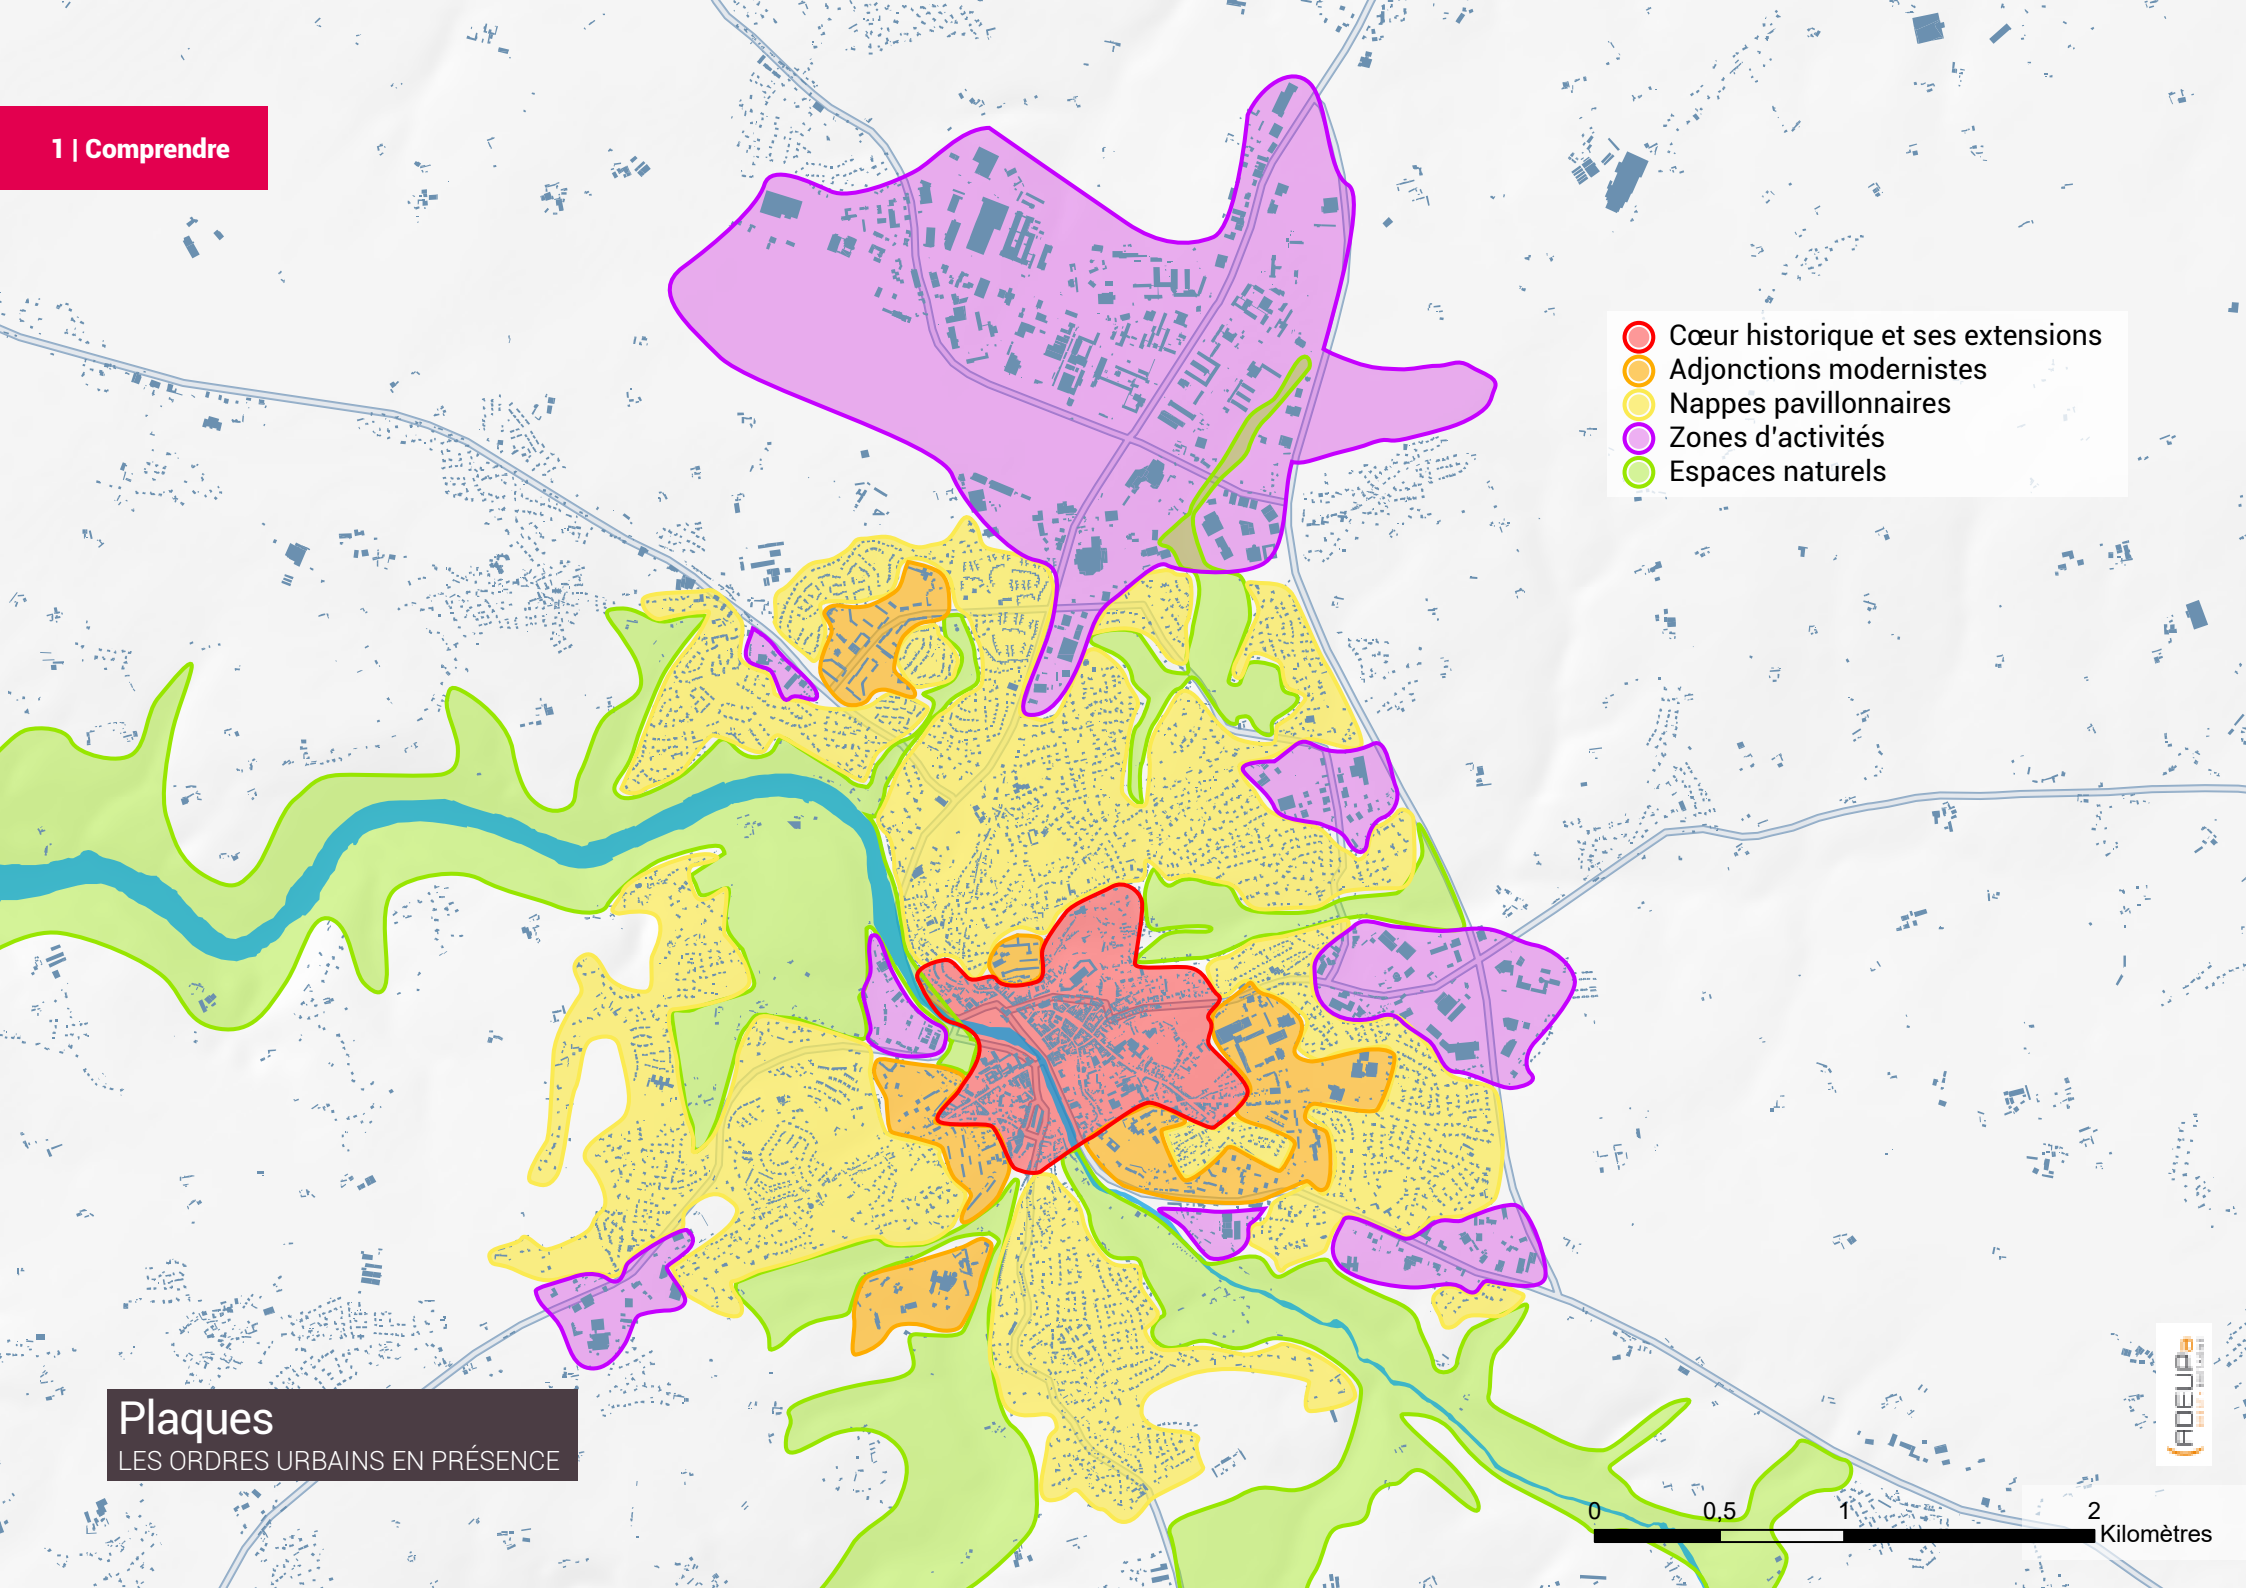 1 | Comprendre
Cœur historique et ses extensions
Adjonctions modernistes
Nappes pavillonnaires
Zones d'activités
Espaces naturels
Plaques
LES ORDRES URBAINS EN PRÉSENCE
ADEUPa
0 0,5 1 2
Kilomètres